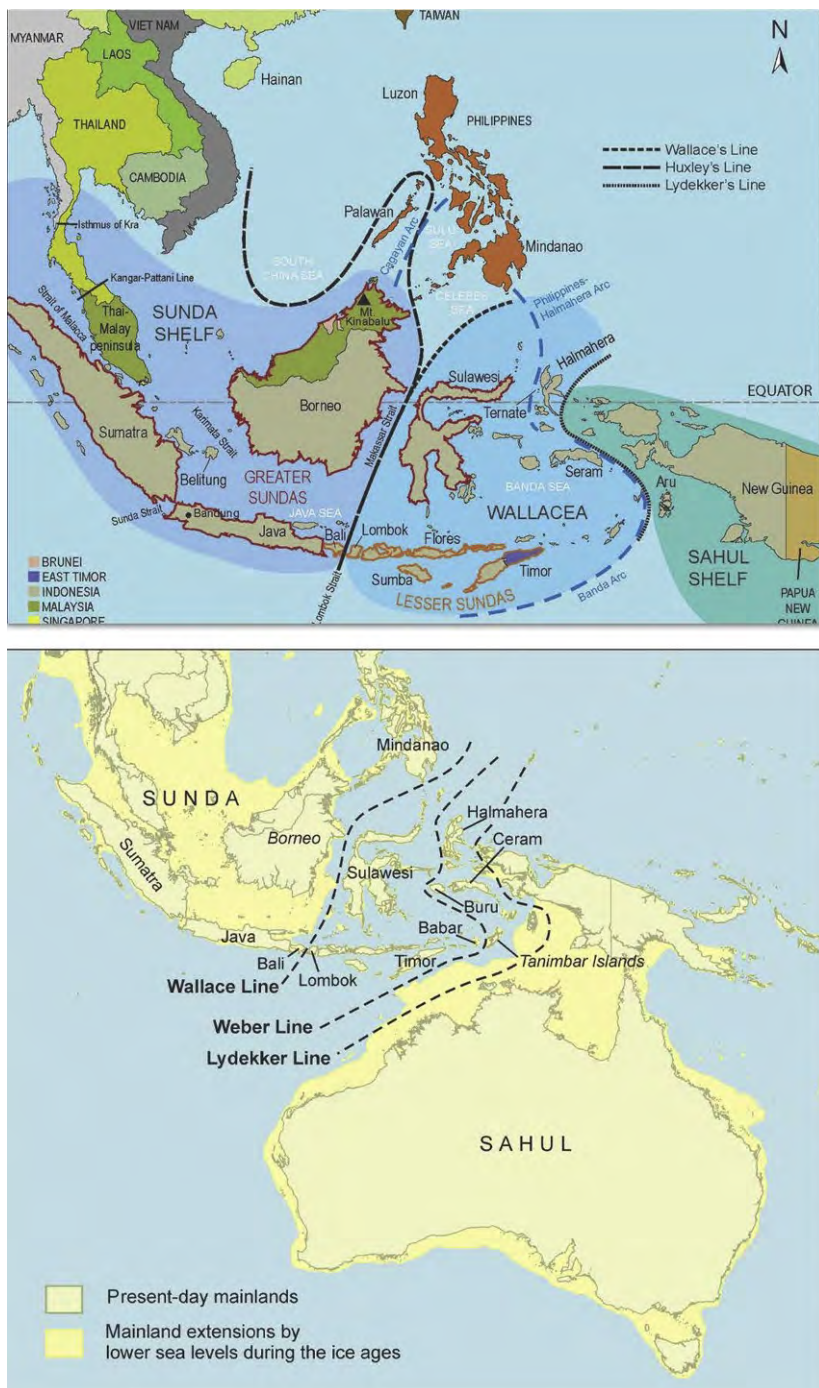 TAIWAN
VIET NAM
MYANMAR
LAOS
N
Hainan
Luzon
PHILIPPINES
THAILAND
Wallace's Line
Huxley's Line
Lydekker's Line
CAMBODIA
Palawan
Isthmus of Kra
SULU
SEA
Cagayan Arc
SOUTH
CHINA SEA
Mindanao
Kangar-Pattani Line
CELEBES
SEA
Philippines-
Halmahera Arc
Strait of Malacca
SUNDA
SHELF
Mt.
Kinabalu
Thai-
Malay
peninsula
Halmahera
Sulawesi
EQUATOR
Borneo
Ternate
Makassar Strait
Sumatra
Karimata Strait
Seram
Aru
New Guinea
Belitung
GREATER
SUNDAS
BANDA SEA
WALLACEA
Sunda Strait
Bandung
JAVA SEA
Java
Bali
Lombok
Flores
SAHUL
SHELF
BRUNEI
EAST TIMOR
INDONESIA
MALAYSIA
SINGAPORE
Lombok Strait
Sumba
Timor
LESSER SUNDAS
Banda Arc
PAPUA
NEW
GUINEA
Mindanao
SUNDA
Halmahera
Borneo
Ceram
Sumatra
Sulawesi
Buru
Java
Babar
Bali
Timor
Tanimbar Islands
Lombok
Wallace Line
Weber Line
Lydekker Line
SAHUL
Present-day mainlands
Mainland extensions by
lower sea levels during the ice ages